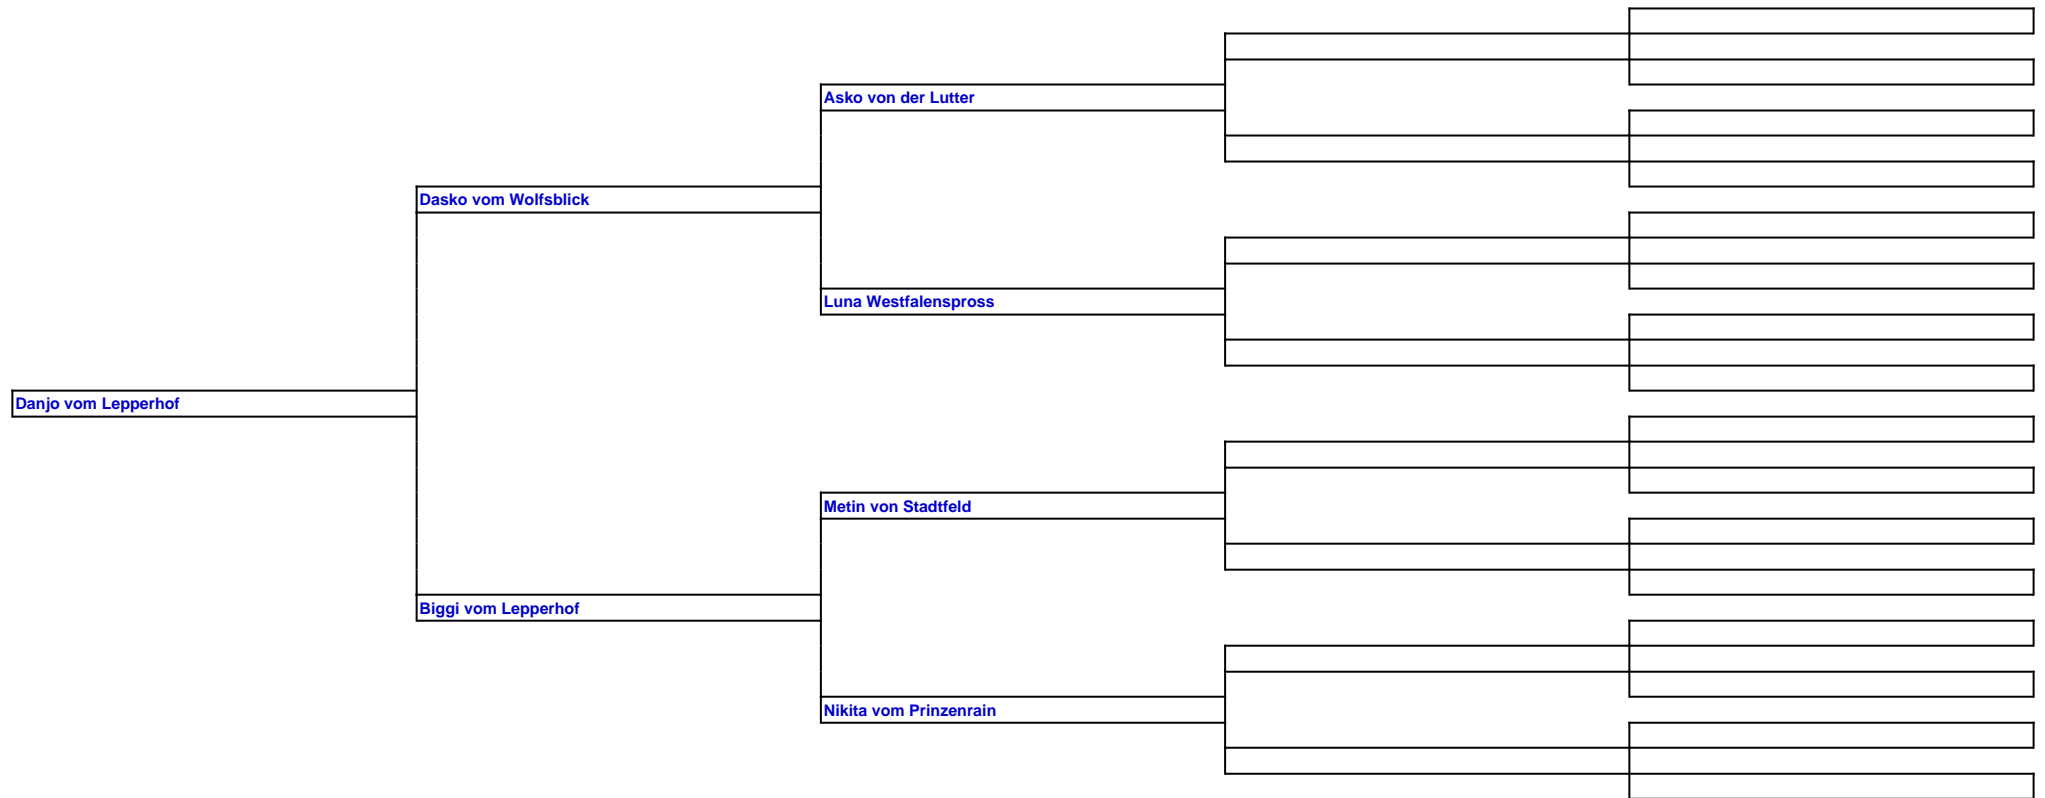 Asko von der Lutter
Dasko vom Wolfsblick
Luna Westfalenspross
Danjo vom Lepperhof
Metin von Stadtfeld
Biggi vom Lepperhof
Nikita vom Prinzenrain